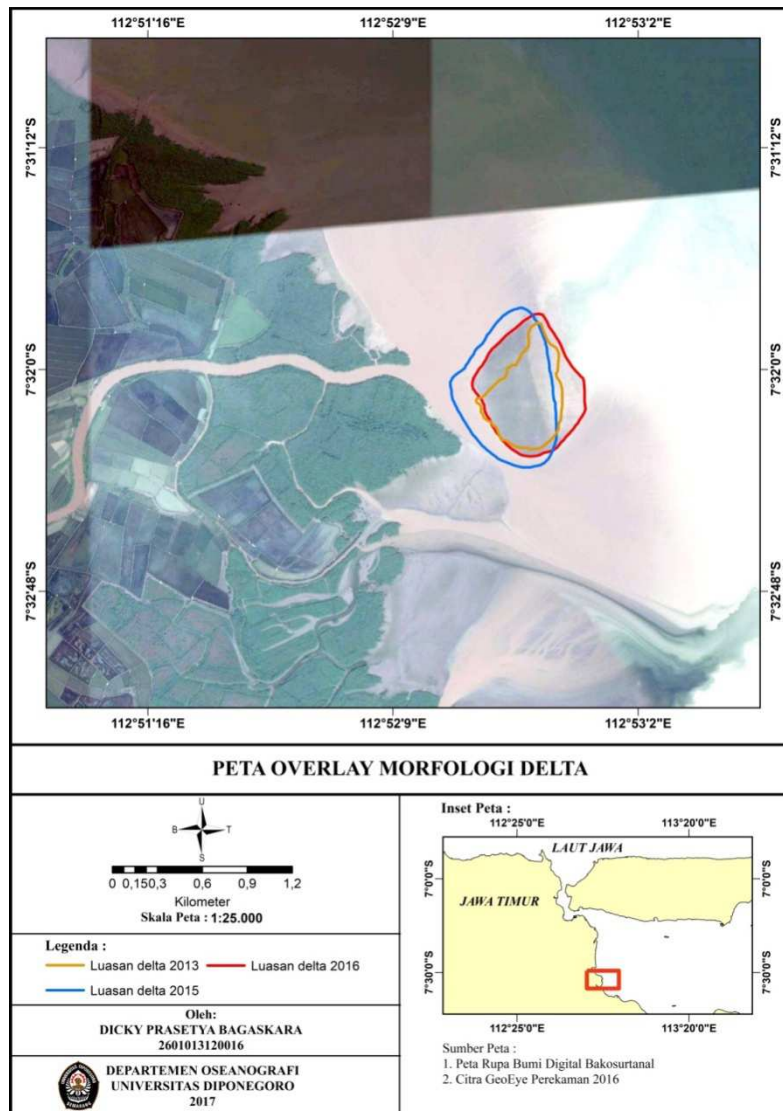 112°51'16"E 112°52'9"E 112°53'2"E
7°31'12"S 7°31'12"S
7°32'0"S 7°32'0"S
7°32'48"S 7°32'48"S
112°51'16"E 112°52'9"E 112°53'2"E
PETA OVERLAY MORFOLOGI DELTA
U
B T
S
0 0,15 0,3 0,6 0,9 1,2
Kilometer
Skala Peta : 1:25.000
Legenda :
Luasan delta 2013
Luasan delta 2016
Luasan delta 2015
Oleh:
DICKY PRASETYA BAGASKARA
2601013120016
DEPARTEMEN OSEANOGRAFI
UNIVERSITAS DIPONEGORO
2017
Inset Peta :
112°25'0"E 113°20'0"E
LAUT JAWA
7°0'0"S 7°0'0"S
JAWA TIMUR
7°30'0"S 7°30'0"S
112°25'0"E 113°20'0"E
Sumber Peta :
1. Peta Rupa Bumi Digital Bakosurtanal
2. Citra GeoEye Perekaman 2016